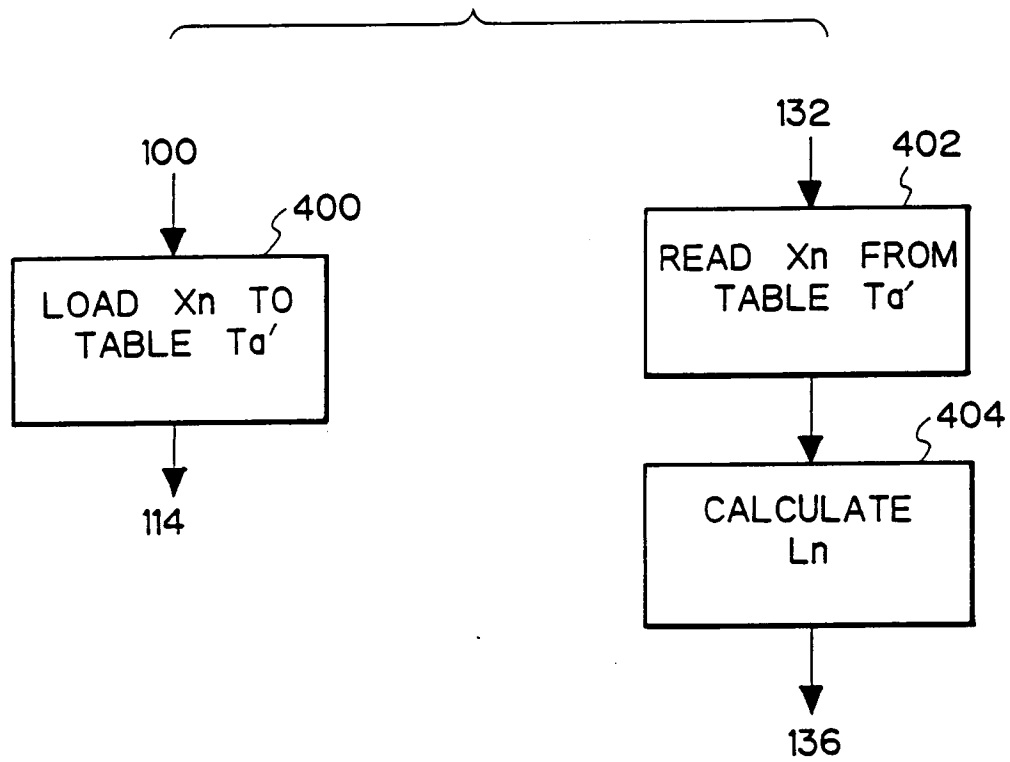 100
400
LOAD Xn TO
TABLE Ta′
114
132
402
READ Xn FROM
TABLE Ta′
404
CALCULATE
Ln
136